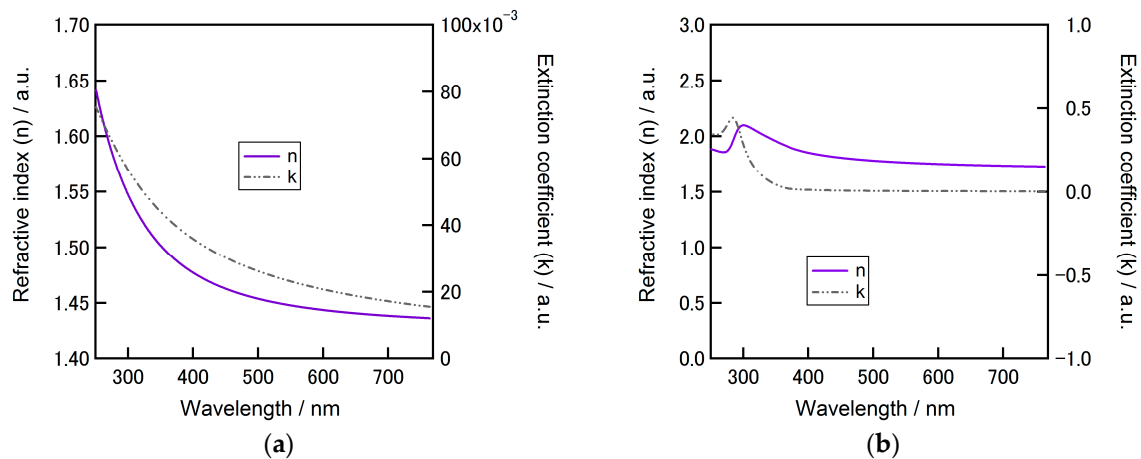 1.70
1.65
1.60
1.55
1.50
1.45
1.40
Refractive index (n) / a.u.
100x10⁻³
80
60
40
20
0
Extinction coefficient (k) / a.u.
n
k
300 400 500 600 700
Wavelength / nm
(a)
3.0
2.5
2.0
1.5
1.0
0.5
0.0
Refractive index (n) / a.u.
1.0
0.5
0.0
−0.5
−1.0
Extinction coefficient (k) / a.u.
n
k
300 400 500 600 700
Wavelength / nm
(b)